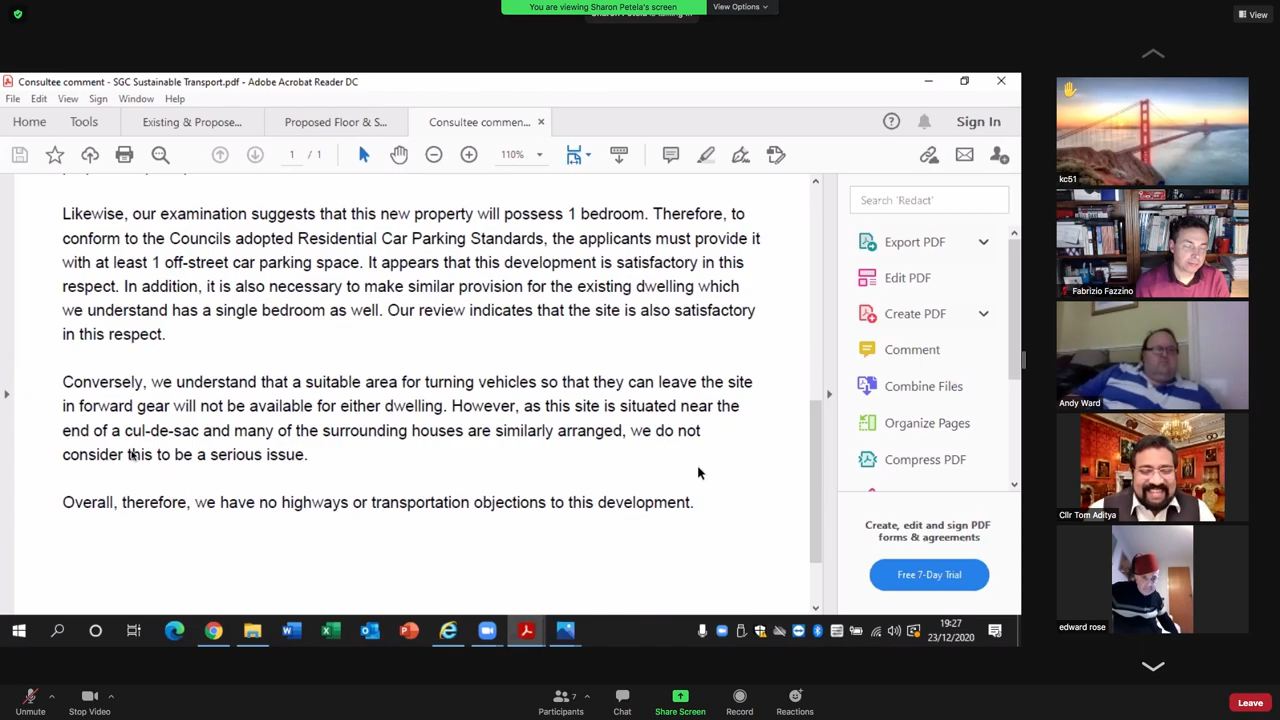 You are viewing Sharon Petela's screen
View Options
View
Consultee comment - SGC Sustainable Transport.pdf - Adobe Acrobat Reader DC
File Edit View Sign Window Help
Home Tools Existing & Propose... Proposed Floor & S... Consultee commen... Sign In
1 / 1 110%
Likewise, our examination suggests that this new property will possess 1 bedroom. Therefore, to
conform to the Councils adopted Residential Car Parking Standards, the applicants must provide it
with at least 1 off-street car parking space. It appears that this development is satisfactory in this
respect. In addition, it is also necessary to make similar provision for the existing dwelling which
we understand has a single bedroom as well. Our review indicates that the site is also satisfactory
in this respect.
Conversely, we understand that a suitable area for turning vehicles so that they can leave the site
in forward gear will not be available for either dwelling. However, as this site is situated near the
end of a cul-de-sac and many of the surrounding houses are similarly arranged, we do not
consider this to be a serious issue.
Overall, therefore, we have no highways or transportation objections to this development.
Search 'Redact'
Export PDF
Edit PDF
Create PDF
Comment
Combine Files
Organize Pages
Compress PDF
Create, edit and sign PDF
forms & agreements
Free 7-Day Trial
19:27
23/12/2020
kc51
Fabrizio Fazzino
Andy Ward
Cllr Tom Aditya
edward rose
Unmute
Stop Video
Participants 7
Chat
Share Screen
Record
Reactions
Leave